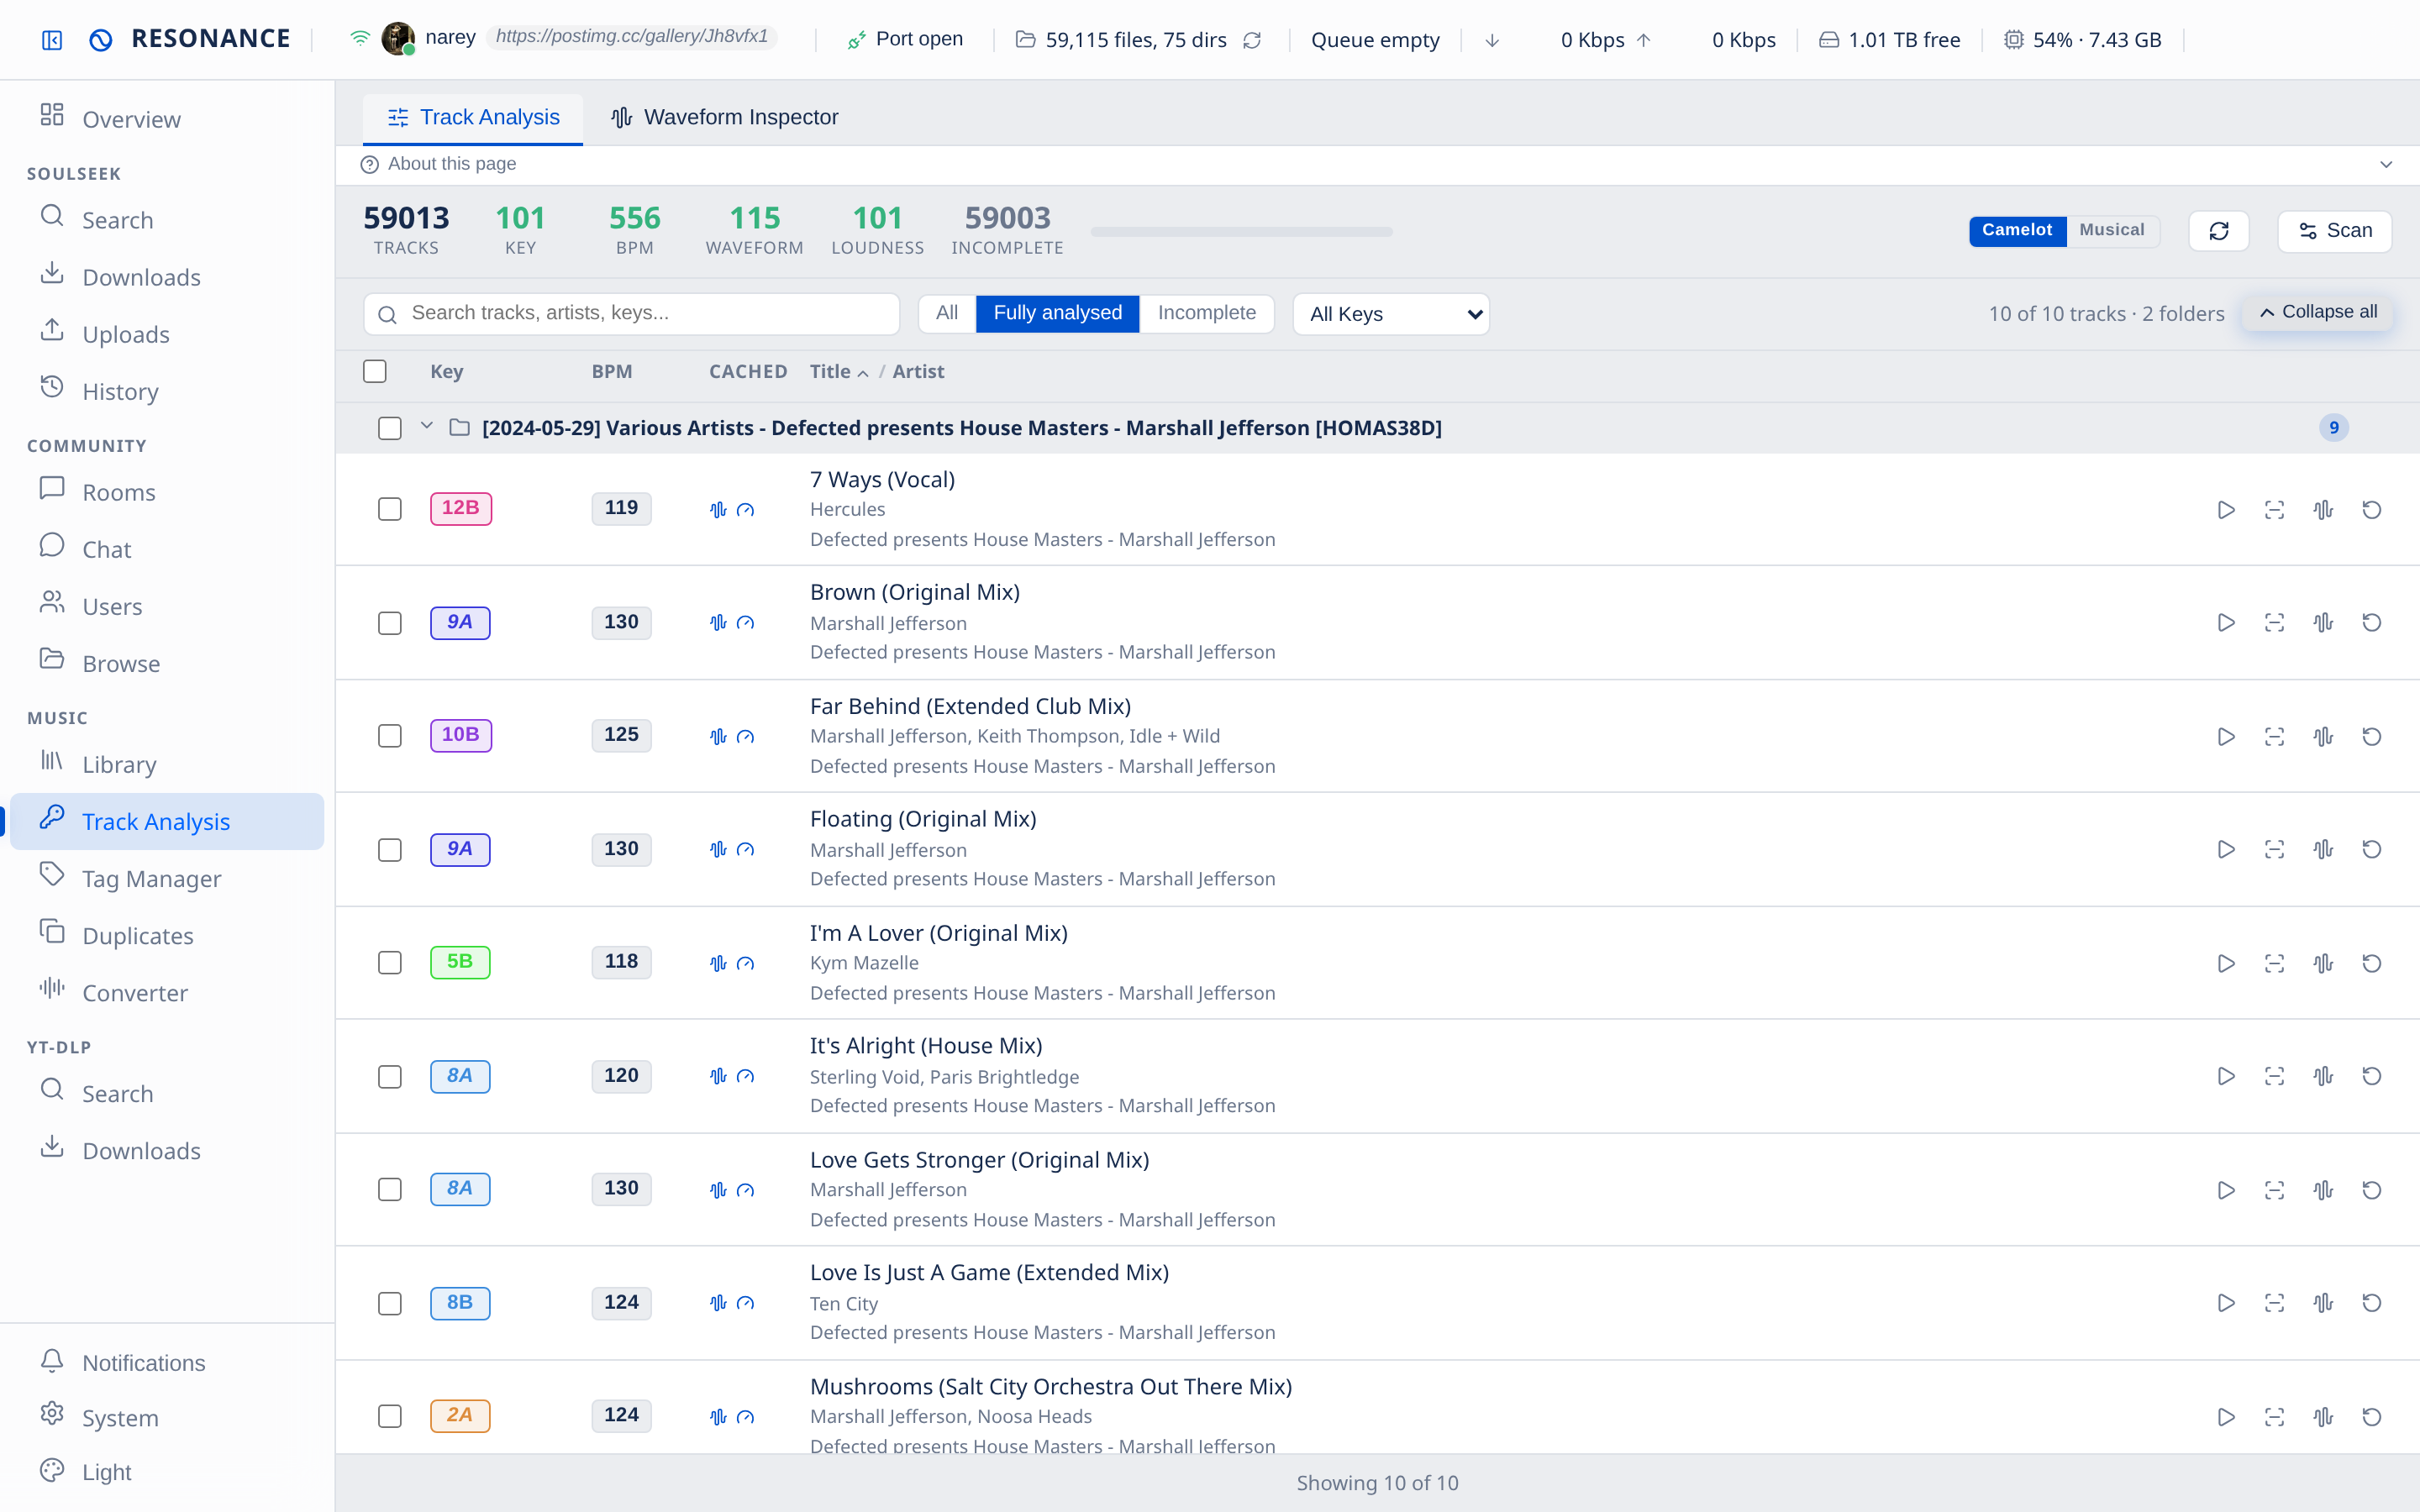 RESONANCE
narey https://postimg.cc/gallery/Jh8vfx1
Port open
59,115 files, 75 dirs
Queue empty
0 Kbps
0 Kbps
1.01 TB free
54% · 7.43 GB
Overview
SOULSEEK
Search
Downloads
Uploads
History
COMMUNITY
Rooms
Chat
Users
Browse
MUSIC
Library
Track Analysis
Tag Manager
Duplicates
Converter
YT-DLP
Search
Downloads
Notifications
System
Light
Track Analysis
Waveform Inspector
About this page
59013 TRACKS
101 KEY
556 BPM
115 WAVEFORM
101 LOUDNESS
59003 INCOMPLETE
Camelot Musical
Scan
Search tracks, artists, keys...
All Fully analysed Incomplete
All Keys
10 of 10 tracks · 2 folders
Collapse all
Key BPM CACHED Title / Artist
[2024-05-29] Various Artists - Defected presents House Masters - Marshall Jefferson [HOMAS38D] 9
12B 119 7 Ways (Vocal)
Hercules
Defected presents House Masters - Marshall Jefferson
9A 130 Brown (Original Mix)
Marshall Jefferson
Defected presents House Masters - Marshall Jefferson
10B 125 Far Behind (Extended Club Mix)
Marshall Jefferson, Keith Thompson, Idle + Wild
Defected presents House Masters - Marshall Jefferson
9A 130 Floating (Original Mix)
Marshall Jefferson
Defected presents House Masters - Marshall Jefferson
5B 118 I'm A Lover (Original Mix)
Kym Mazelle
Defected presents House Masters - Marshall Jefferson
8A 120 It's Alright (House Mix)
Sterling Void, Paris Brightledge
Defected presents House Masters - Marshall Jefferson
8A 130 Love Gets Stronger (Original Mix)
Marshall Jefferson
Defected presents House Masters - Marshall Jefferson
8B 124 Love Is Just A Game (Extended Mix)
Ten City
Defected presents House Masters - Marshall Jefferson
2A 124 Mushrooms (Salt City Orchestra Out There Mix)
Marshall Jefferson, Noosa Heads
Defected presents House Masters - Marshall Jefferson
Showing 10 of 10